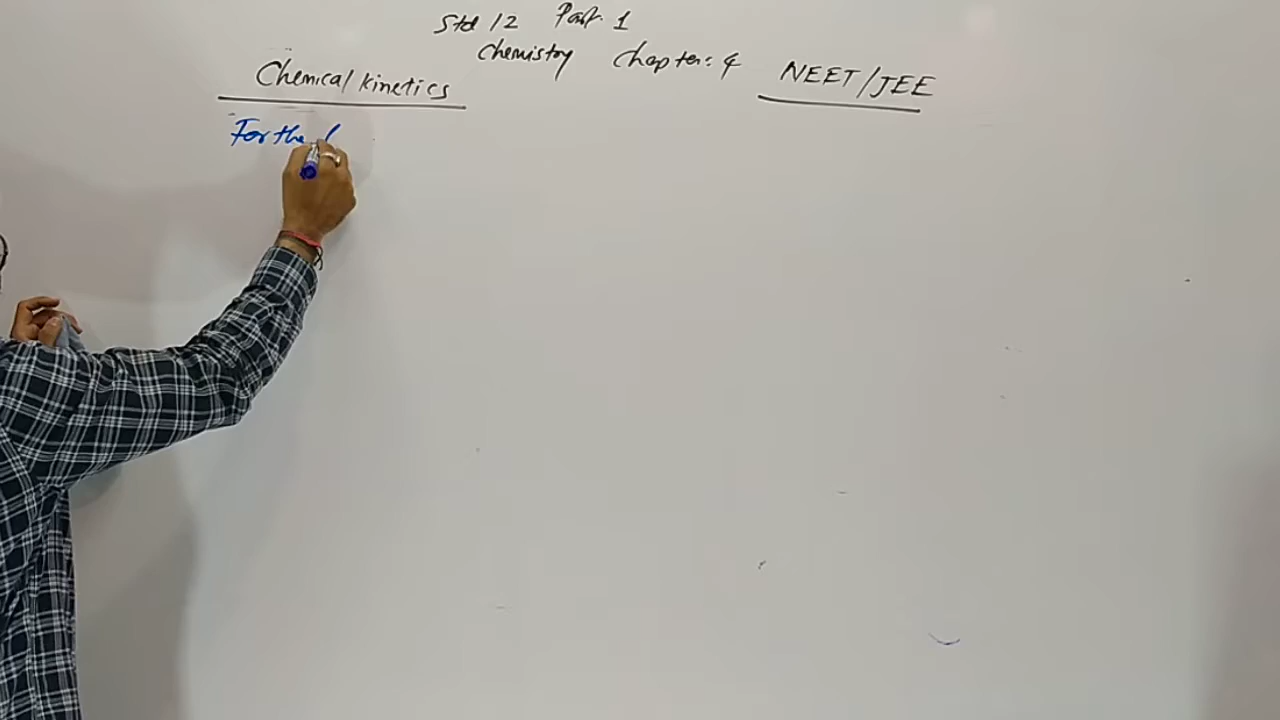 Std 12 Part. 1
Chemistry Chapter: 4
Chemical kinetics
NEET/JEE
For the